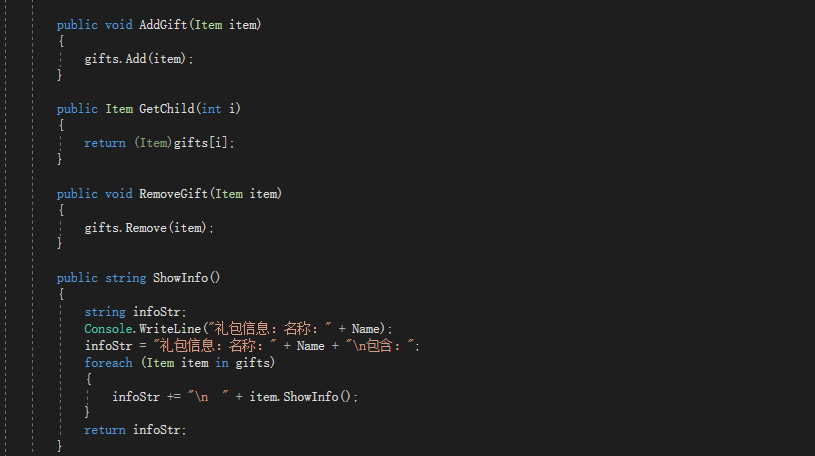 public void AddGift(Item item)
{
gifts.Add(item);
}
public Item GetChild(int i)
{
return (Item)gifts[i];
}
public void RemoveGift(Item item)
{
gifts.Remove(item);
}
public string ShowInfo()
{
string infoStr;
Console.WriteLine("礼包信息：名称：" + Name);
infoStr = "礼包信息：名称：" + Name + "\n包含：";
foreach (Item item in gifts)
{
infoStr += "\n  " + item.ShowInfo();
}
return infoStr;
}